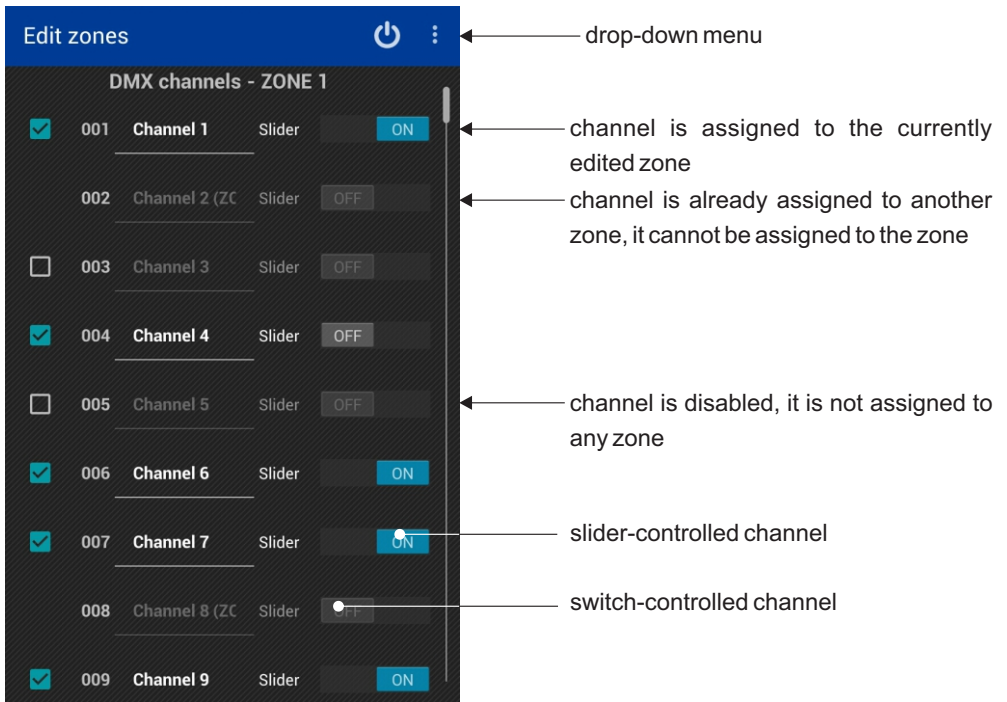 Edit zones
drop-down menu
DMX channels - ZONE 1
001 Channel 1 Slider ON
channel is assigned to the currently
edited zone
002 Channel 2 (ZC Slider OFF
channel is already assigned to another
zone, it cannot be assigned to the zone
003 Channel 3 Slider OFF
004 Channel 4 Slider OFF
005 Channel 5 Slider OFF
channel is disabled, it is not assigned to
any zone
006 Channel 6 Slider ON
007 Channel 7 Slider ON
slider-controlled channel
008 Channel 8 (ZC Slider OFF
switch-controlled channel
009 Channel 9 Slider ON